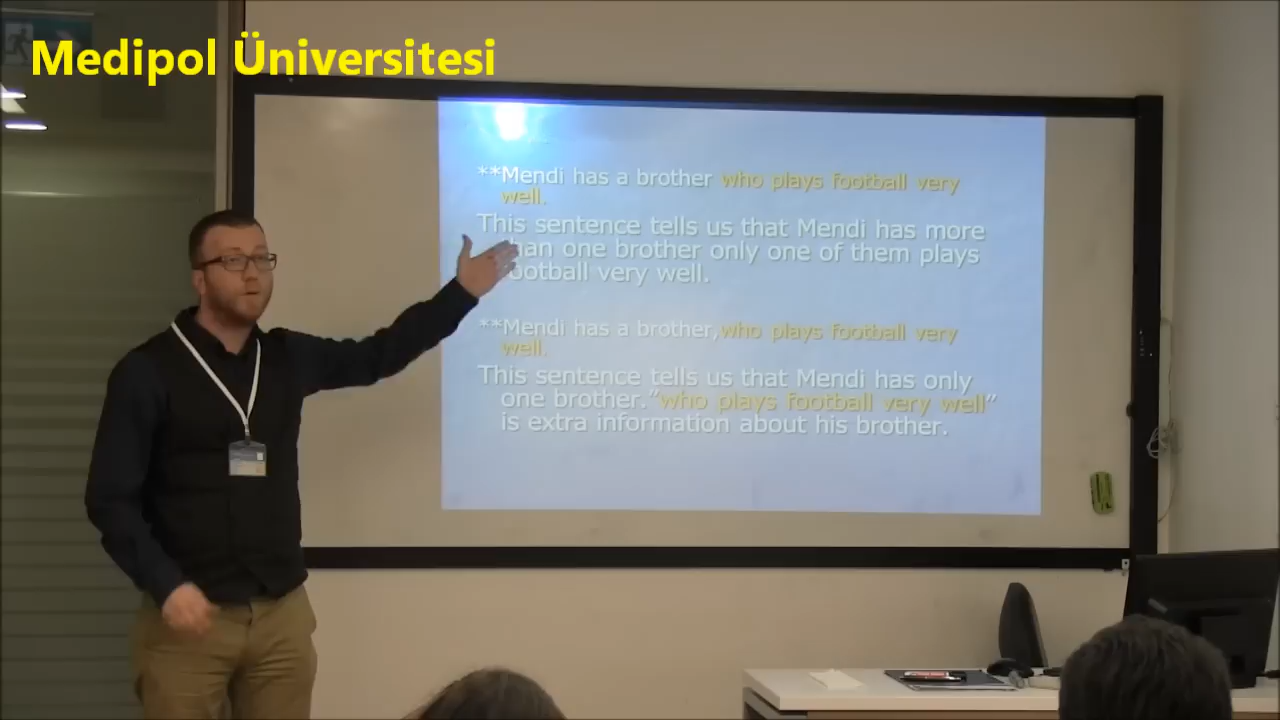 Medipol Üniversitesi
**Mendi has a brother who plays football very
well.
This sentence tells us that Mendi has more
than one brother only one of them plays
football very well.
**Mendi has a brother,who plays football very
well.
This sentence tells us that Mendi has only
one brother.”who plays football very well”
is extra information about his brother.